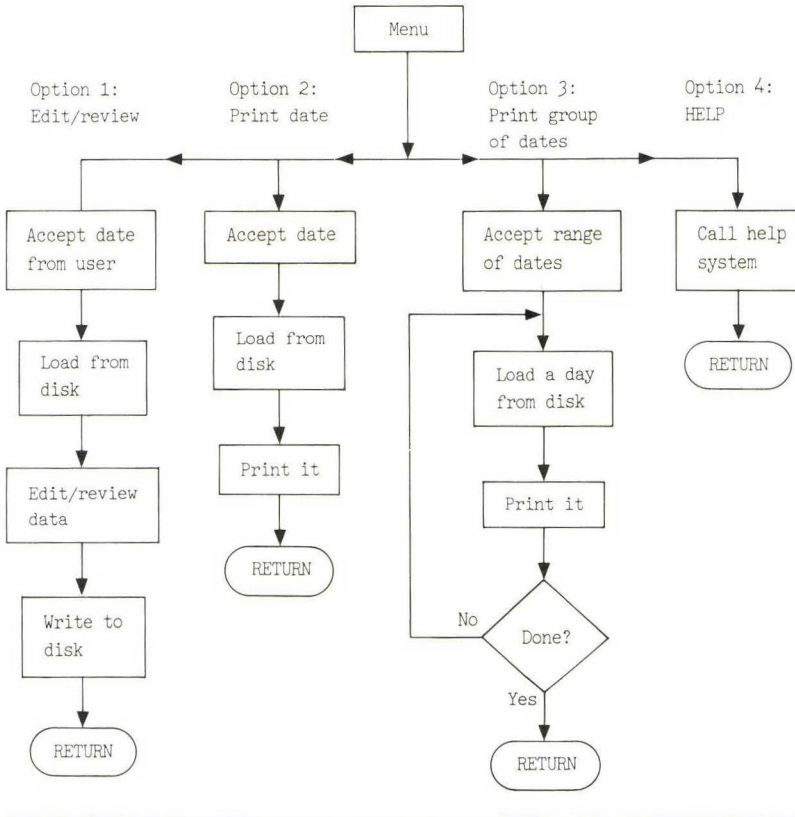 Menu
Option 1:
Edit/review
Option 2:
Print date
Option 3:
Print group
of dates
Option 4:
HELP
Accept date
from user
Load from
disk
Edit/review
data
Write to
disk
RETURN
Accept date
Load from
disk
Print it
RETURN
Accept range
of dates
Load a day
from disk
Print it
Done?
No
Yes
RETURN
Call help
system
RETURN